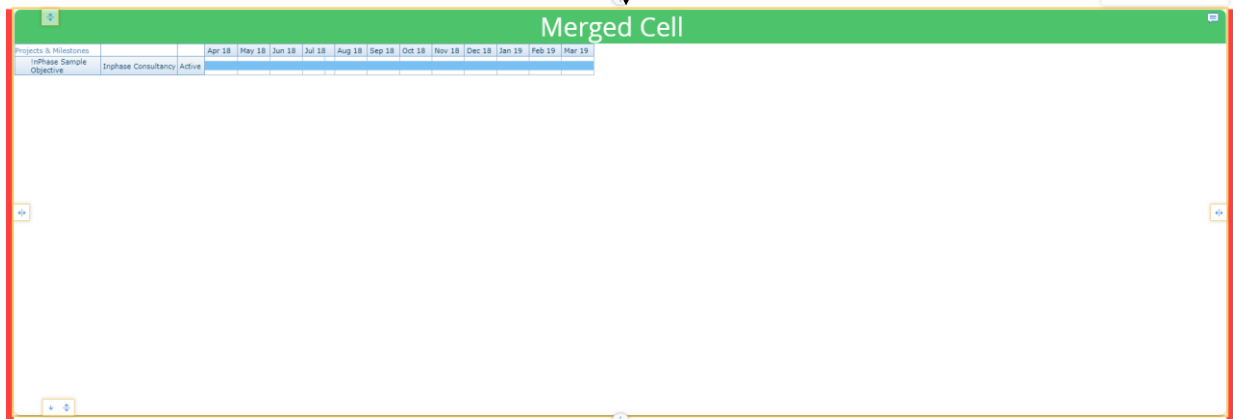 Merged Cell
Projects & Milestones Apr 18 May 18 Jun 18 Jul 18 Aug 18 Sep 18 Oct 18 Nov 18 Dec 18 Jan 19 Feb 19 Mar 19
InPhase Sample
Objective
Inphase Consultancy Active